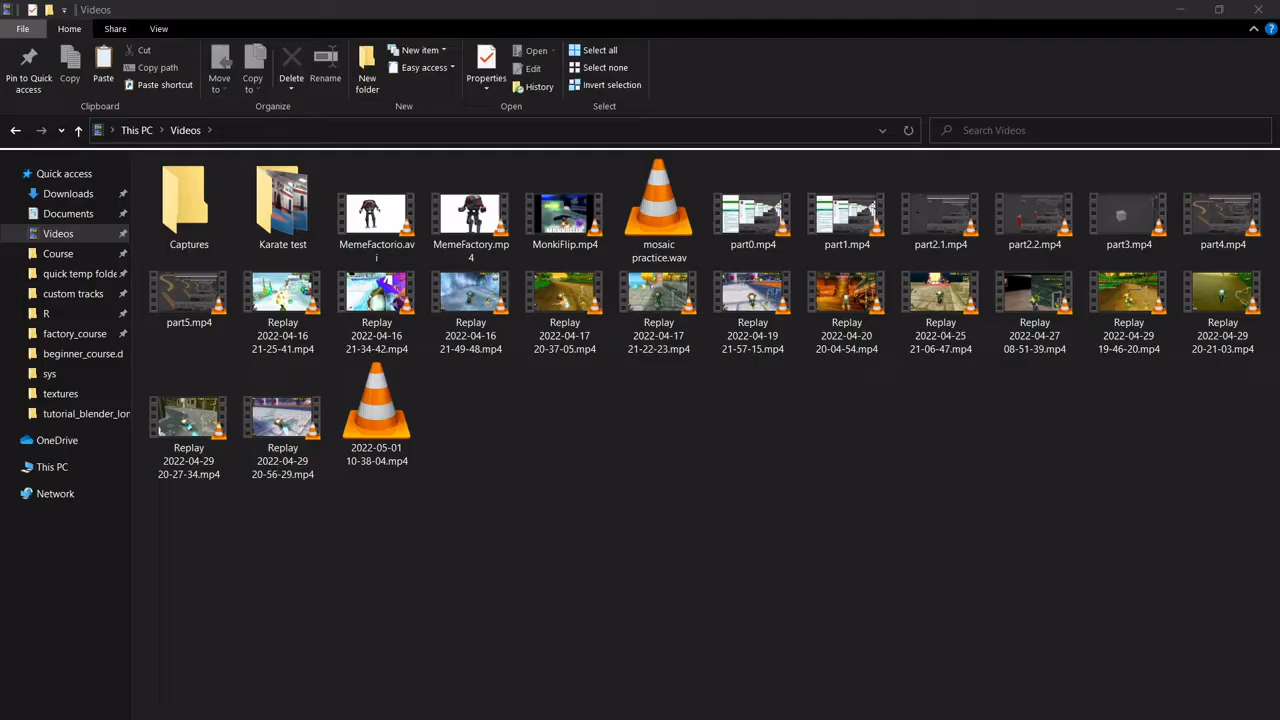 Videos
File Home Share View
Pin to Quick access
Copy
Paste
Cut
Copy path
Paste shortcut
Clipboard
Move to
Copy to
Delete
Rename
Organize
New folder
New item
Easy access
New
Properties
Open
Edit
History
Open
Select all
Select none
Invert selection
Select
This PC Videos
Search Videos
Quick access
Downloads
Documents
Videos
Course
quick temp folde
custom tracks
R
factory_course
beginner_course.d
sys
textures
tutorial_blender_lon
OneDrive
This PC
Network
Captures
Karate test
MemeFactorio.av
i
MemeFactory.mp
4
MonkiFlip.mp4
mosaic
practice.wav
part0.mp4
part1.mp4
part2.1.mp4
part2.2.mp4
part3.mp4
part4.mp4
part5.mp4
Replay
2022-04-16
21-25-41.mp4
Replay
2022-04-16
21-34-42.mp4
Replay
2022-04-16
21-49-48.mp4
Replay
2022-04-17
20-37-05.mp4
Replay
2022-04-17
21-22-23.mp4
Replay
2022-04-19
21-57-15.mp4
Replay
2022-04-20
20-04-54.mp4
Replay
2022-04-25
21-06-47.mp4
Replay
2022-04-27
08-51-39.mp4
Replay
2022-04-29
19-46-20.mp4
Replay
2022-04-29
20-21-03.mp4
Replay
2022-04-29
20-27-34.mp4
Replay
2022-04-29
20-56-29.mp4
2022-05-01
10-38-04.mp4